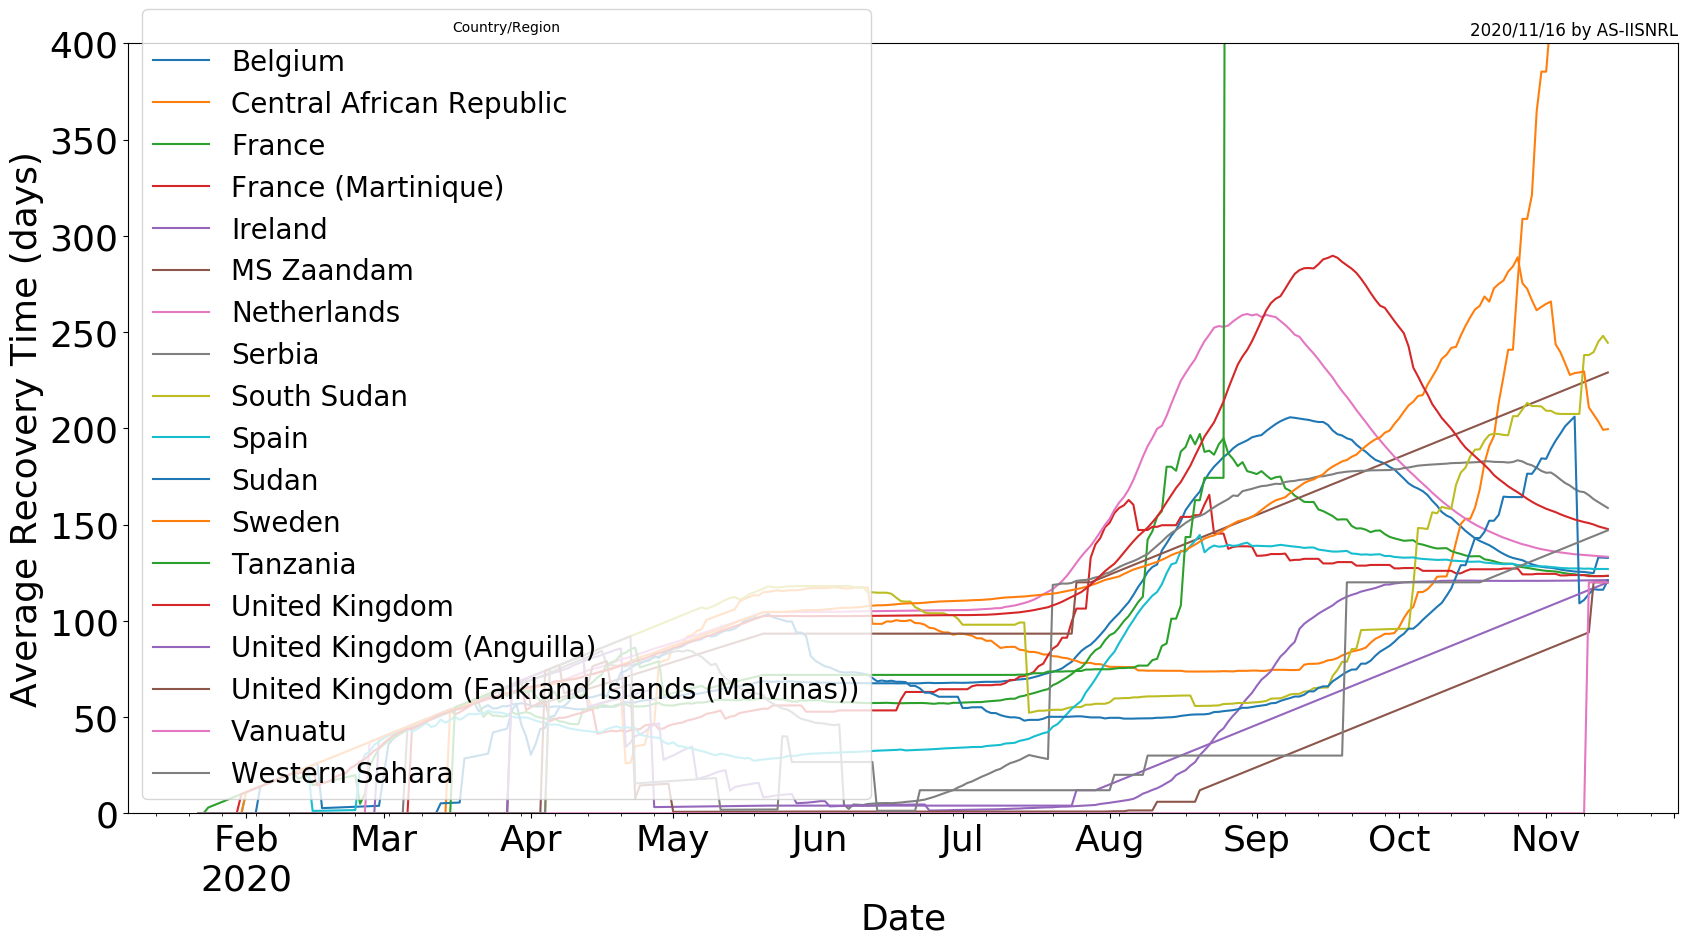 Country/Region
2020/11/16 by AS-IISNRL
Belgium
Central African Republic
France
France (Martinique)
Ireland
MS Zaandam
Netherlands
Serbia
South Sudan
Spain
Sudan
Sweden
Tanzania
United Kingdom
United Kingdom (Anguilla)
United Kingdom (Falkland Islands (Malvinas))
Vanuatu
Western Sahara
Average Recovery Time (days)
400
350
300
250
200
150
100
50
0
Feb Mar Apr May Jun Jul Aug Sep Oct Nov
2020
Date